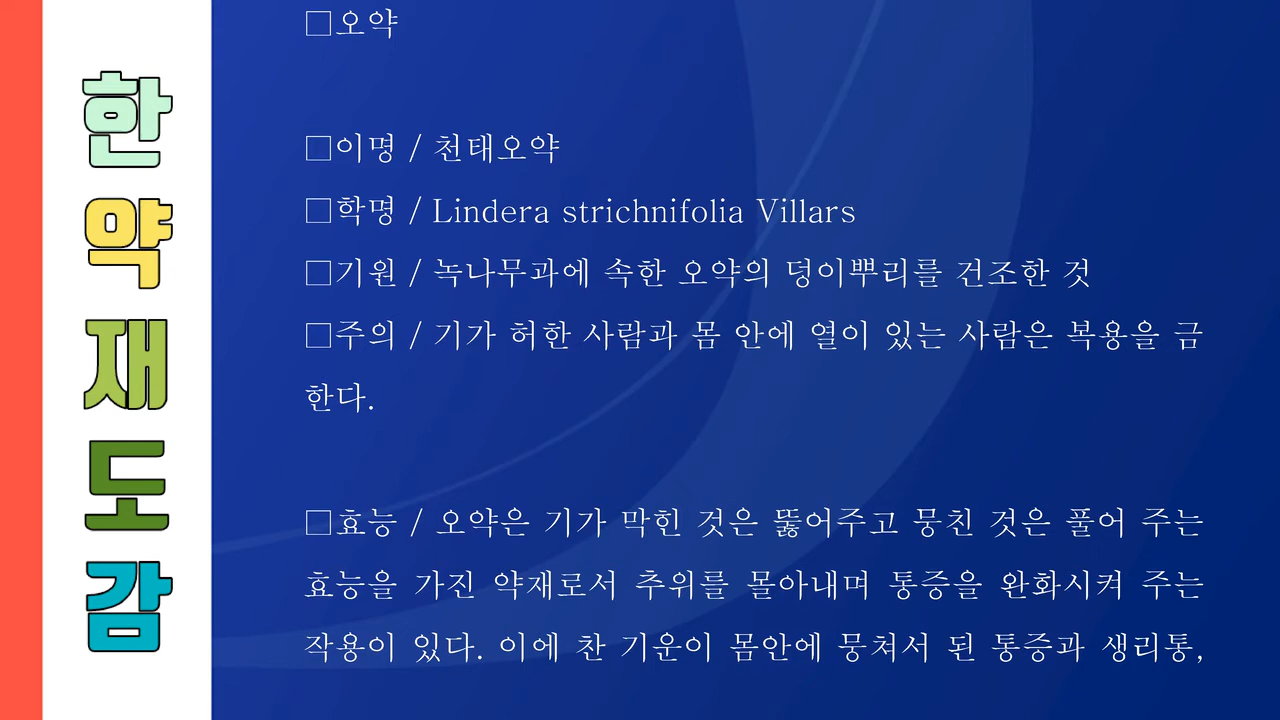 한약재도감
□오약
□이명 / 천태오약
□학명 / Lindera strichnifolia Villars
□기원 / 녹나무과에 속한 오약의 덩이뿌리를 건조한 것
□주의 / 기가 허한 사람과 몸 안에 열이 있는 사람은 복용을 금
한다.
□효능 / 오약은 기가 막힌 것은 뚫어주고 뭉친 것은 풀어 주는
효능을 가진 약재로서 추위를 몰아내며 통증을 완화시켜 주는
작용이 있다. 이에 찬 기운이 몸안에 뭉쳐서 된 통증과 생리통,